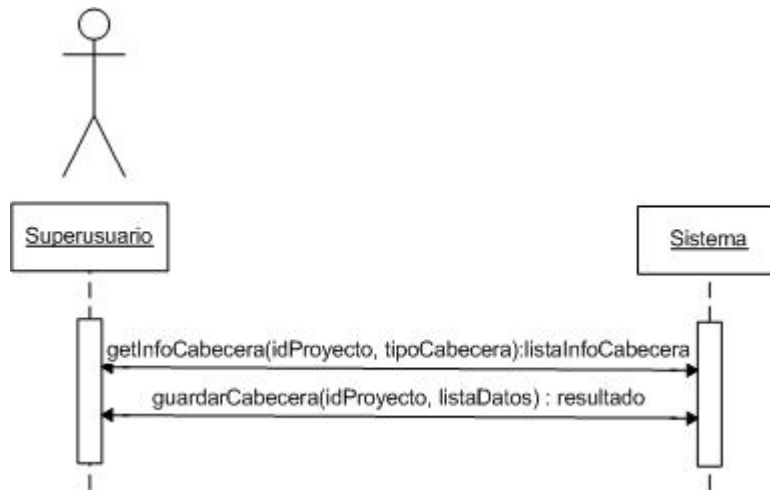 Superusuario
Sistema
getInfoCabecera(idProyecto, tipoCabecera):listaInfoCabecera
guardarCabecera(idProyecto, listaDatos) : resultado